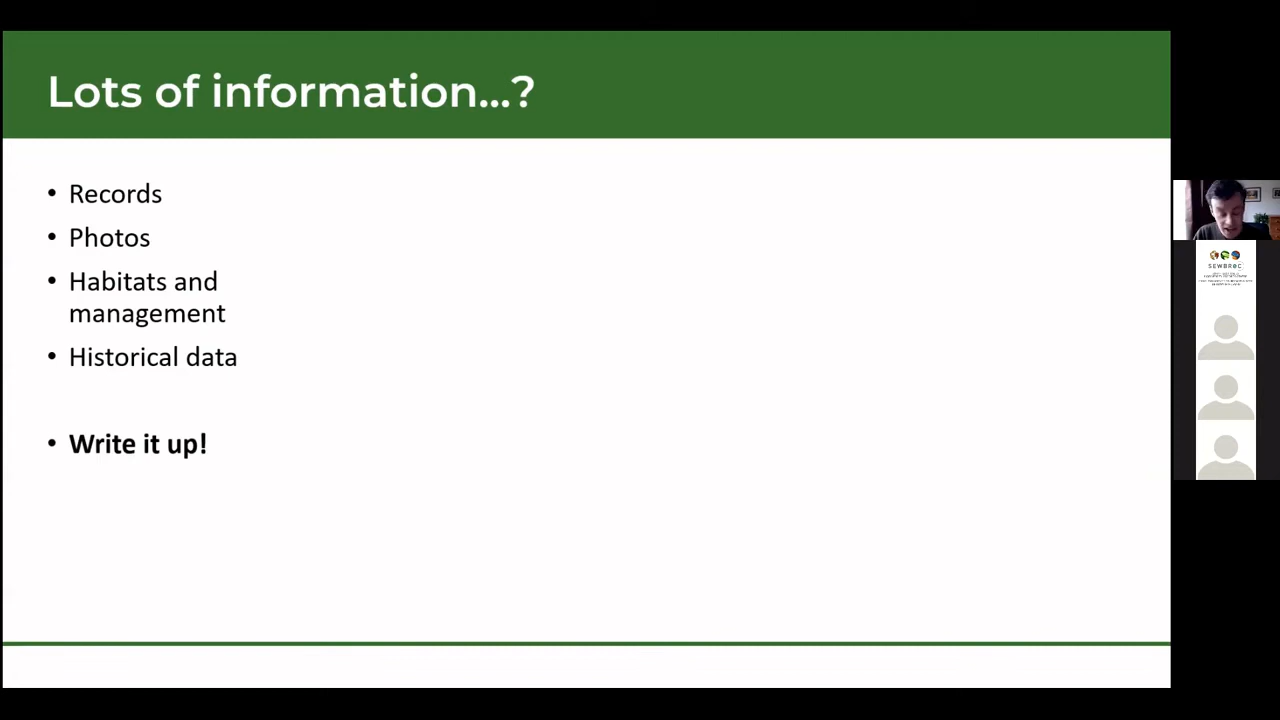 Lots of information...?
• Records
• Photos
• Habitats and
management
• Historical data
• Write it up!
SEWBReC